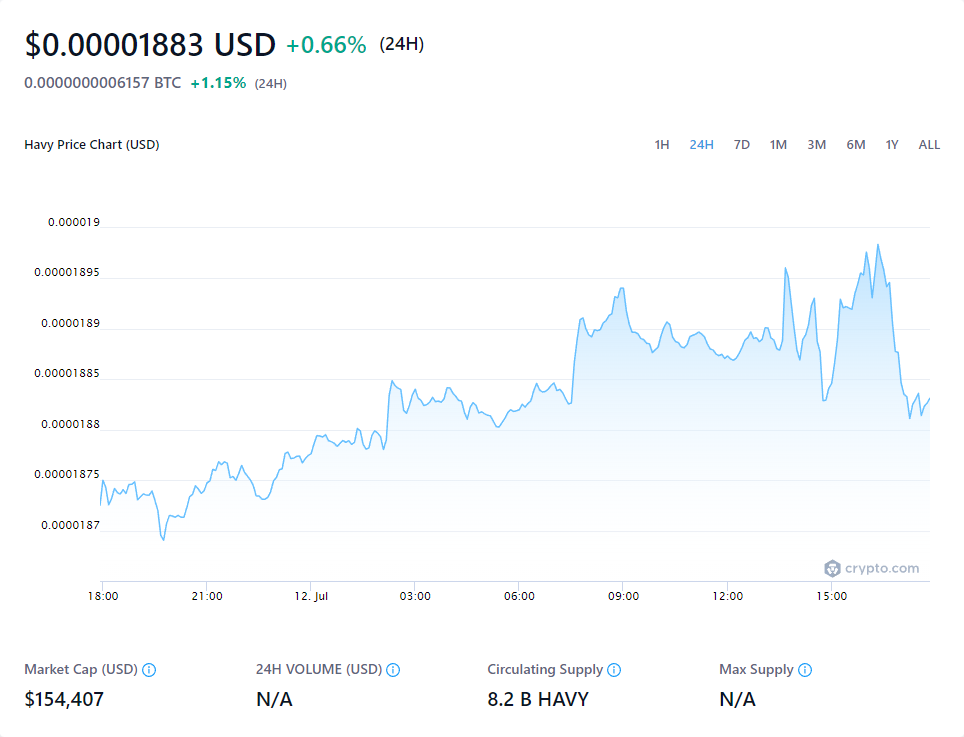 $0.00001883 USD +0.66% (24H)
0.0000000006157 BTC +1.15% (24H)
Havy Price Chart (USD) 1H 24H 7D 1M 3M 6M 1Y ALL
0.000019
0.00001895
0.0000189
0.00001885
0.0000188
0.00001875
0.0000187
crypto.com
18:00 21:00 12. Jul 03:00 06:00 09:00 12:00 15:00
Market Cap (USD) 24H VOLUME (USD) Circulating Supply Max Supply
$154,407 N/A 8.2 B HAVY N/A